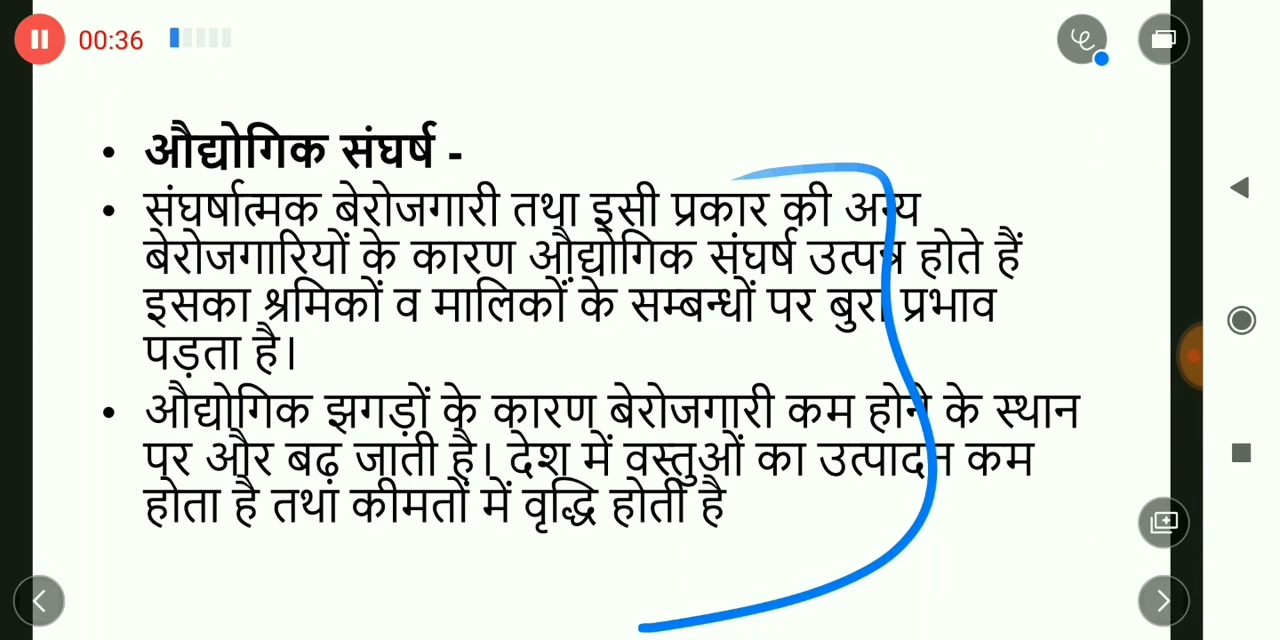 00:36
• औद्योगिक संघर्ष -
• संघर्षात्मक बेरोजगारी तथा इसी प्रकार की अन्य
बेरोजगारियों के कारण औद्योगिक संघर्ष उत्पन्न होते हैं
इसका श्रमिकों व मालिकों के सम्बन्धों पर बुरा प्रभाव
पड़ता है।
• औद्योगिक झगड़ों के कारण बेरोजगारी कम होने के स्थान
पर और बढ़ जाती है। देश में वस्तुओं का उत्पादन कम
होता है तथा कीमतों में वृद्धि होती है